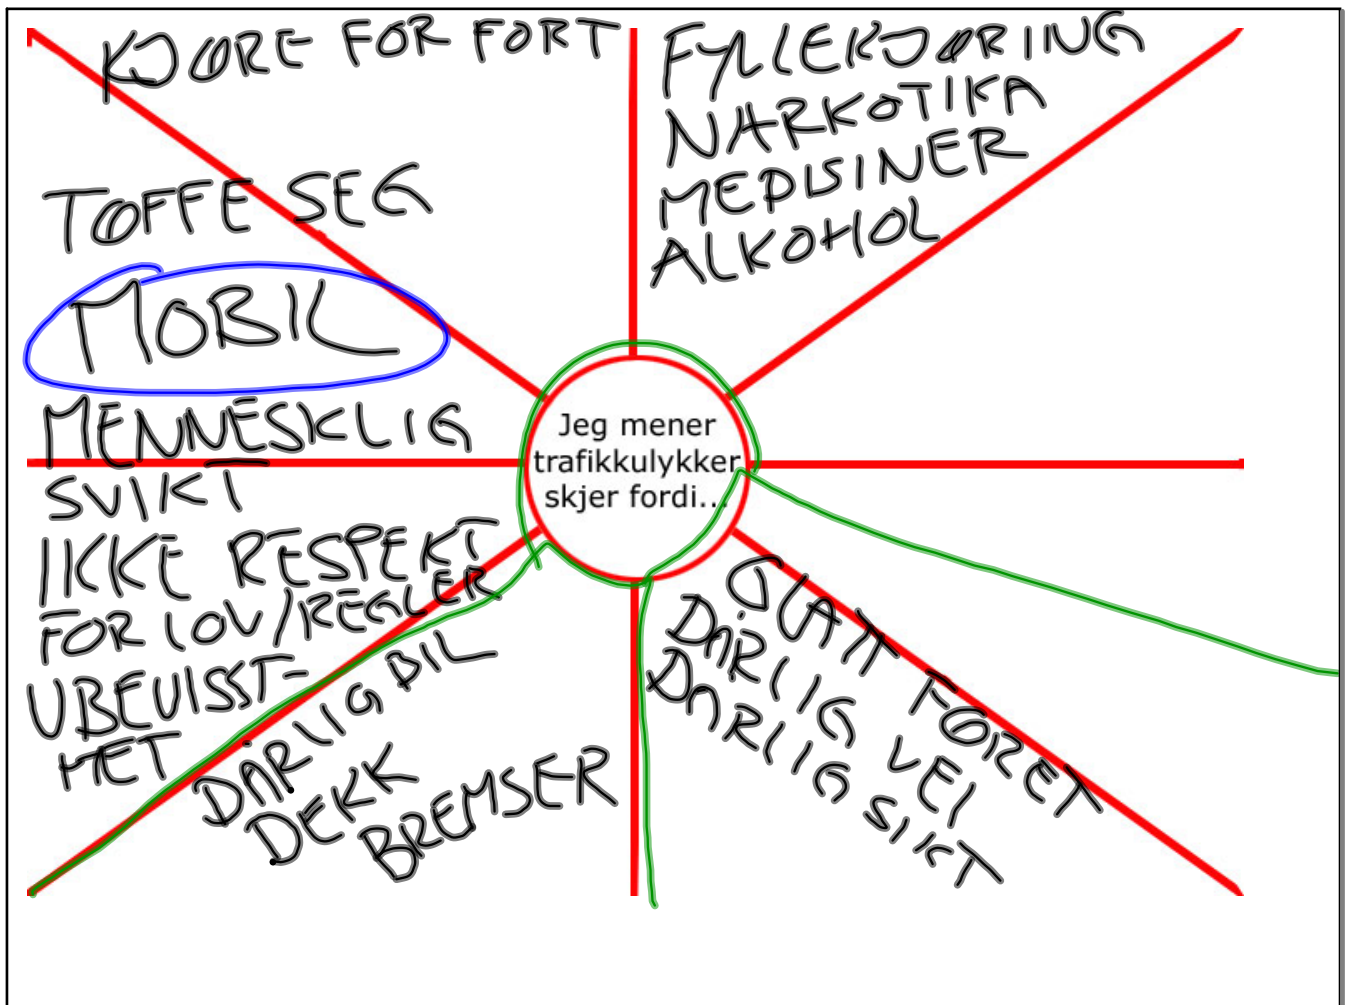 KJØRE FOR FORT
TØFFE SEG
MOBIL
MENNESKLIG
SVIKT
IKKE RESPEKT
FOR LOV/REGLER
UBEVISST-
HET
FYLLEKJØRING
NARKOTIKA
MEDISINER
ALKOHOL
Jeg mener
trafikkulykker
skjer fordi...
DÅRLIG BIL
DEKK
BREMSER
GLATT FØRET
DÅRLIG VEI
DÅRLIG SIKT